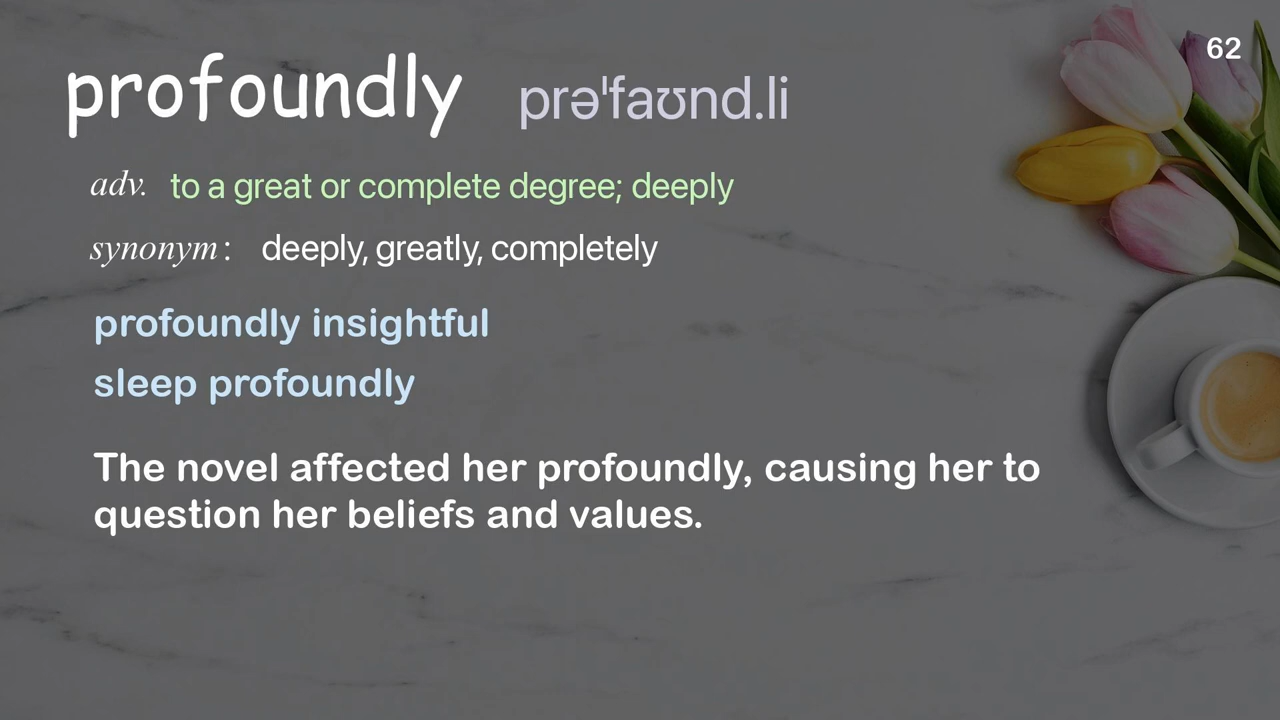 62
profoundly prəˈfaʊnd.li
adv. to a great or complete degree; deeply
synonym: deeply, greatly, completely
profoundly insightful
sleep profoundly
The novel affected her profoundly, causing her to
question her beliefs and values.